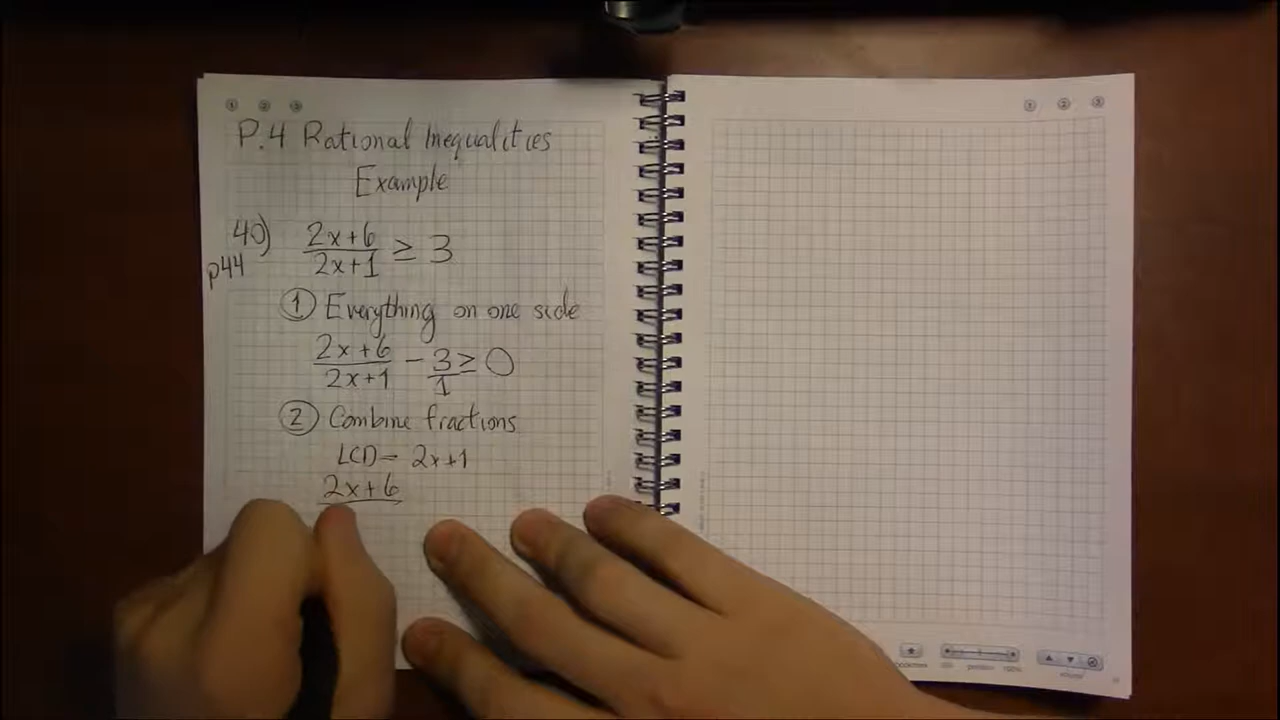 P.4 Rational Inequalities
Example
40) (2x+6)/(2x+1) ≥ 3
p44
① Everything on one side
(2x+6)/(2x+1) - 3/1 ≥ 0
② Combine fractions
LCD = 2x+1
2x+6